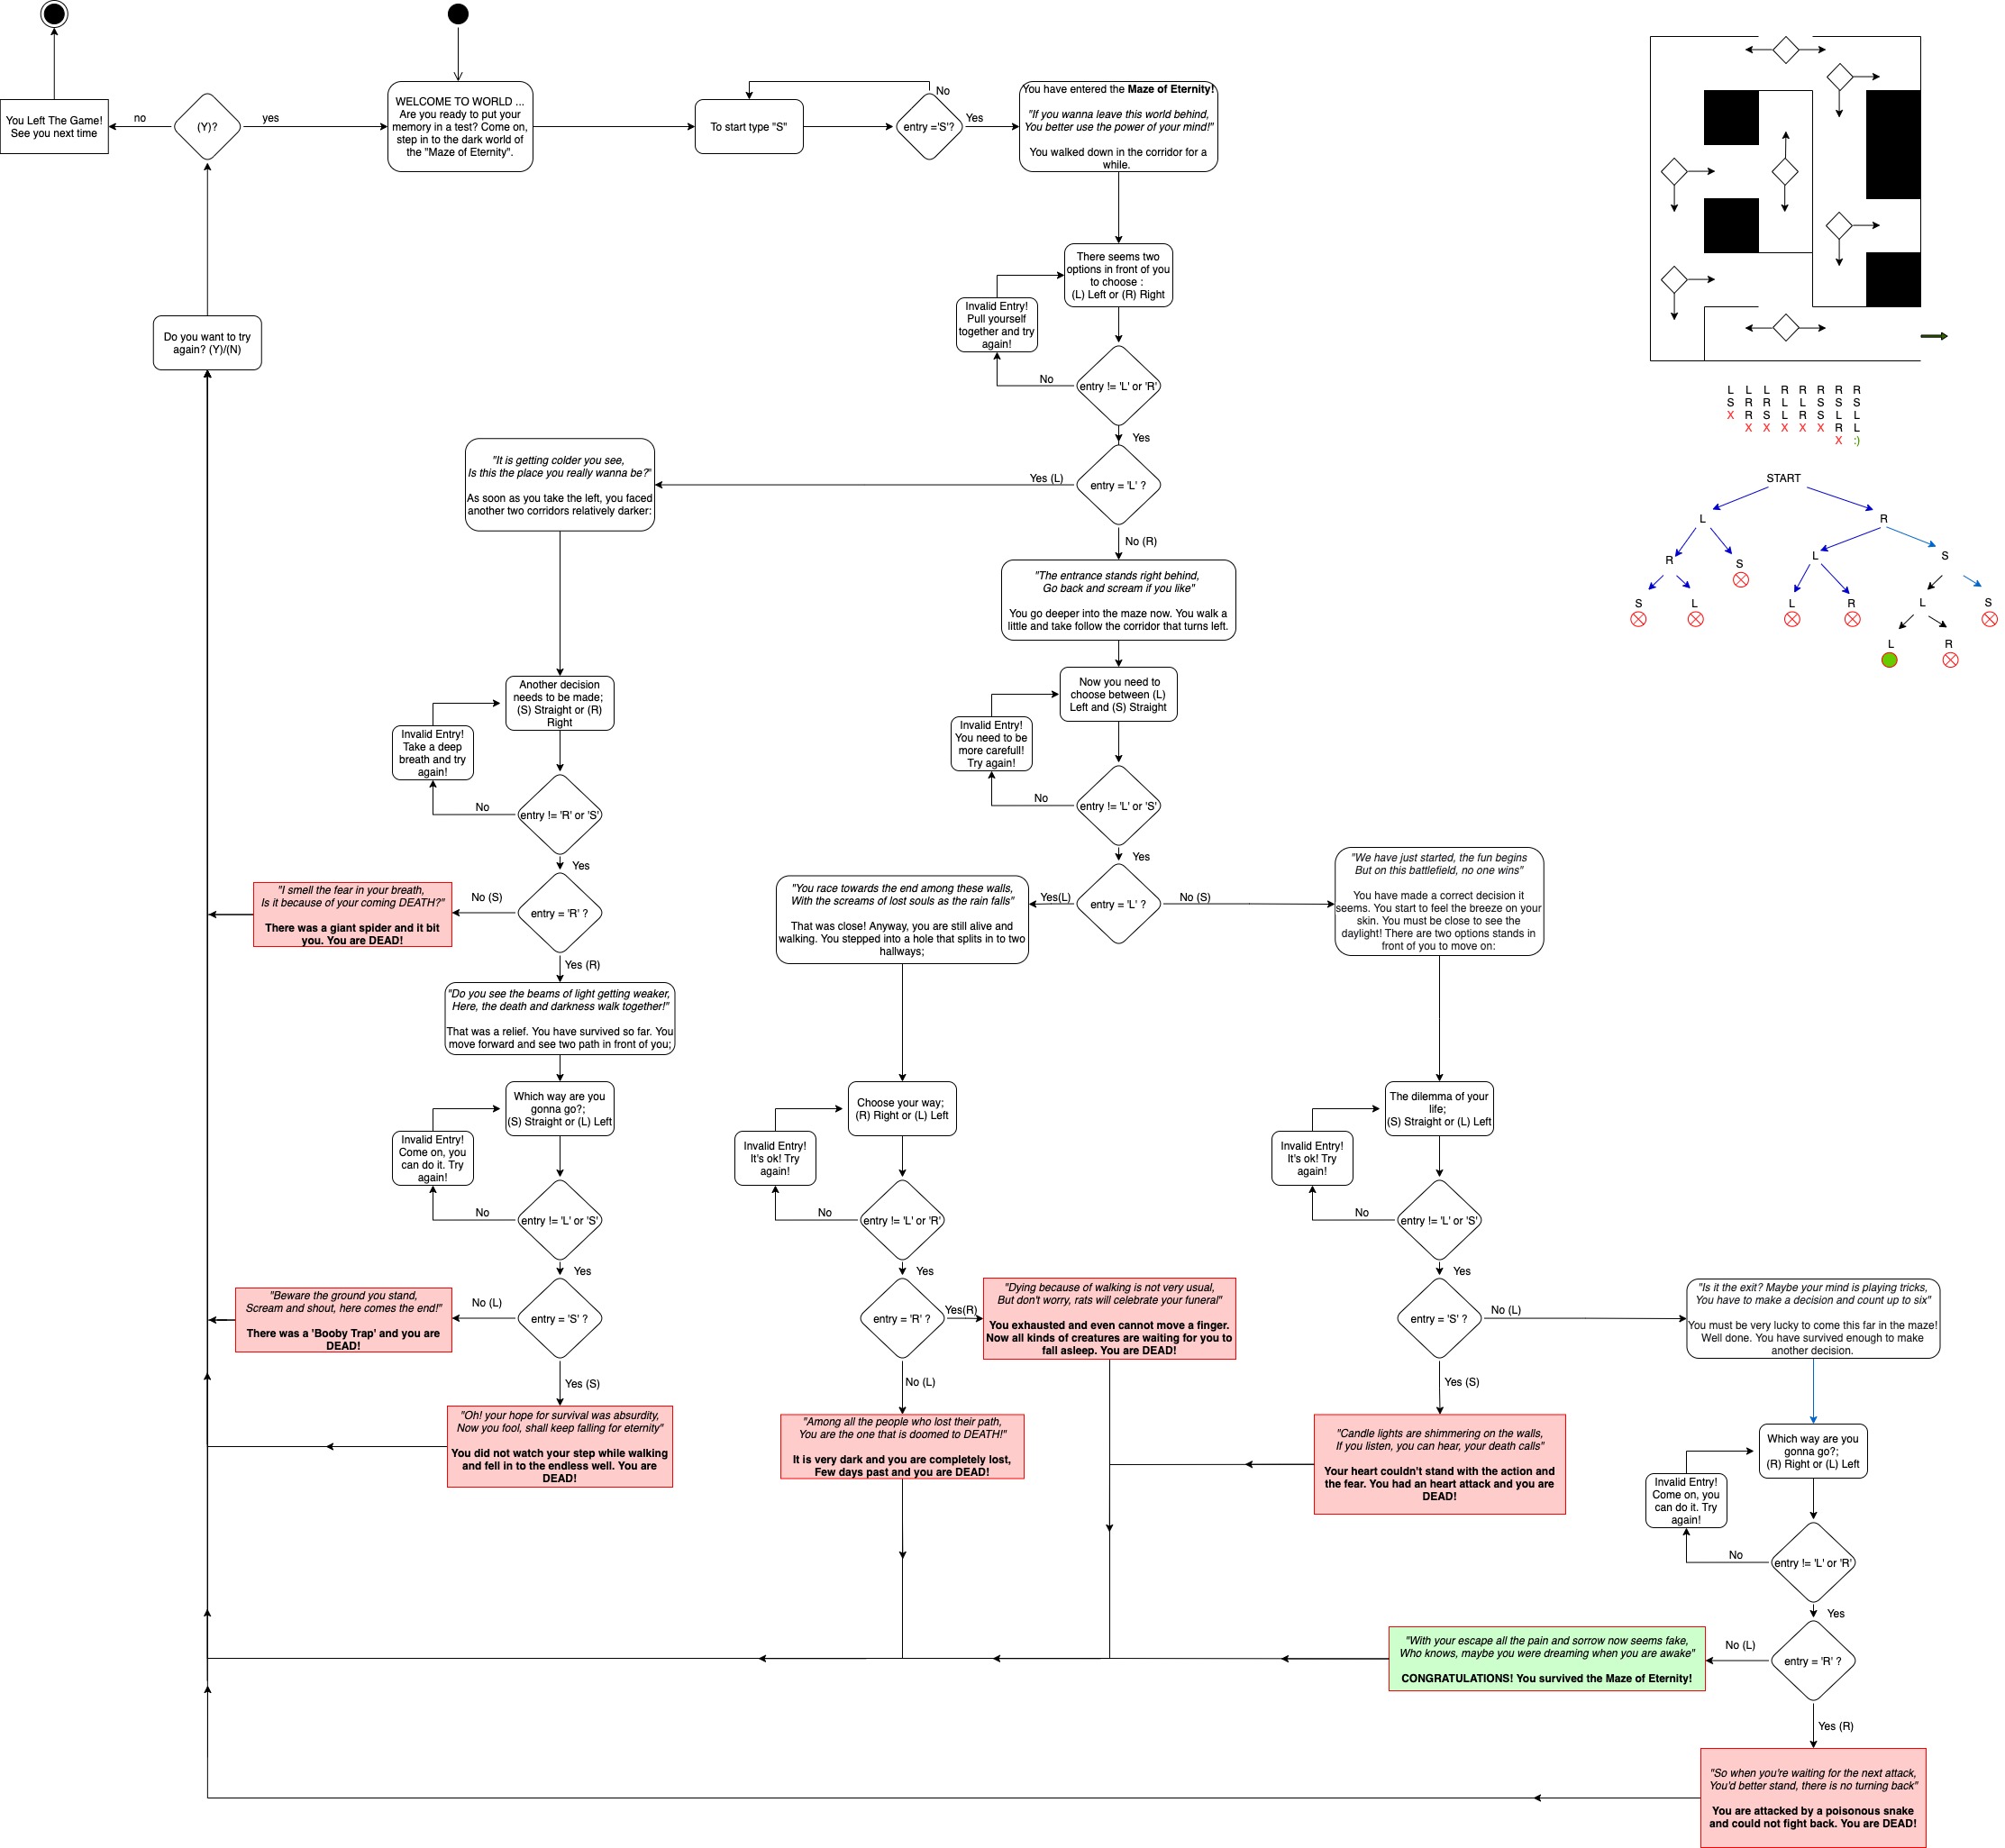 You Left The Game!
See you next time
no
(Y)?
yes
WELCOME TO WORLD ...
Are you ready to put your
memory in a test? Come on,
step in to the dark world of
the "Maze of Eternity".
To start type "S"
No
entry ='S'?
Yes
You have entered the Maze of Eternity!
"If you wanna leave this world behind,
You better use the power of your mind!"
You walked down in the corridor for a
while.
There seems two
options in front of you
to choose :
(L) Left or (R) Right
Invalid Entry!
Pull yourself
together and try
again!
No
entry != 'L' or 'R'
Yes
Do you want to try
again? (Y)/(N)
L L L R R R R R
S R R L L S S S
X R S L R S L L
X X X X X R L
X :)
START
L
R
R
S
L
S
S
L
L
R
L
S
L
R
"It is getting colder you see,
Is this the place you really wanna be?"
As soon as you take the left, you faced
another two corridors relatively darker:
Yes (L)
entry = 'L' ?
No (R)
"The entrance stands right behind,
Go back and scream if you like"
You go deeper into the maze now. You walk a
little and take follow the corridor that turns left.
Another decision
needs to be made;
(S) Straight or (R)
Right
Invalid Entry!
Take a deep
breath and try
again!
No
entry != 'R' or 'S'
Yes
Now you need to
choose between (L)
Left and (S) Straight
Invalid Entry!
You need to be
more carefull!
Try again!
No
entry != 'L' or 'S'
Yes
"I smell the fear in your breath,
Is it because of your coming DEATH?"
There was a giant spider and it bit
you. You are DEAD!
No (S)
entry = 'R' ?
Yes (R)
"You race towards the end among these walls,
With the screams of lost souls as the rain falls"
That was close! Anyway, you are still alive and
walking. You stepped into a hole that splits in to two
hallways;
Yes(L)
entry = 'L' ?
No (S)
"We have just started, the fun begins
But on this battlefield, no one wins"
You have made a correct decision it
seems. You start to feel the breeze on your
skin. You must be close to see the
daylight! There are two options stands in
front of you to move on:
"Do you see the beams of light getting weaker,
Here, the death and darkness walk together!"
That was a relief. You have survived so far. You
move forward and see two path in front of you;
Which way are you
gonna go?;
(S) Straight or (L) Left
Invalid Entry!
Come on, you
can do it. Try
again!
No
entry != 'L' or 'S'
Yes
Choose your way;
(R) Right or (L) Left
Invalid Entry!
It's ok! Try
again!
No
entry != 'L' or 'R'
Yes
The dilemma of your
life;
(S) Straight or (L) Left
Invalid Entry!
It's ok! Try
again!
No
entry != 'L' or 'S'
Yes
"Beware the ground you stand,
Scream and shout, here comes the end!"
There was a 'Booby Trap' and you are
DEAD!
No (L)
entry = 'S' ?
Yes (S)
entry = 'R' ?
Yes(R)
No (L)
"Dying because of walking is not very usual,
But don't worry, rats will celebrate your funeral"
You exhausted and even cannot move a finger.
Now all kinds of creatures are waiting for you to
fall asleep. You are DEAD!
entry = 'S' ?
No (L)
Yes (S)
"Is it the exit? Maybe your mind is playing tricks,
You have to make a decision and count up to six"
You must be very lucky to come this far in the maze!
Well done. You have survived enough to make
another decision.
"Oh! your hope for survival was absurdity,
Now you fool, shall keep falling for eternity"
You did not watch your step while walking
and fell in to the endless well. You are
DEAD!
"Among all the people who lost their path,
You are the one that is doomed to DEATH!"
It is very dark and you are completely lost,
Few days past and you are DEAD!
"Candle lights are shimmering on the walls,
If you listen, you can hear, your death calls"
Your heart couldn't stand with the action and
the fear. You had an heart attack and you are
DEAD!
Which way are you
gonna go?;
(R) Right or (L) Left
Invalid Entry!
Come on, you
can do it. Try
again!
No
entry != 'L' or 'R'
Yes
"With your escape all the pain and sorrow now seems fake,
Who knows, maybe you were dreaming when you are awake"
CONGRATULATIONS! You survived the Maze of Eternity!
No (L)
entry = 'R' ?
Yes (R)
"So when you're waiting for the next attack,
You'd better stand, there is no turning back"
You are attacked by a poisonous snake
and could not fight back. You are DEAD!